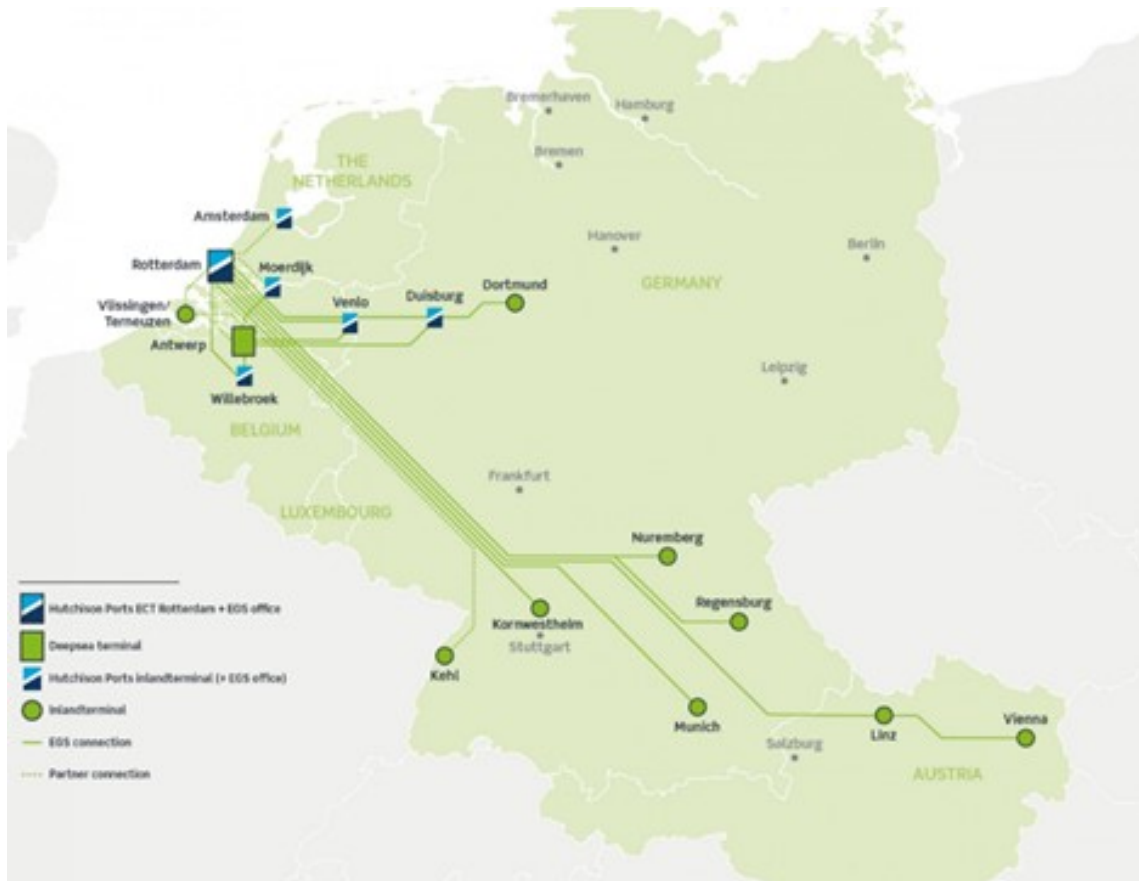 Bremerhaven
Hamburg
Bremen
THE
NETHERLANDS
Amsterdam
Hanover
Berlin
Rotterdam
Moerdijk
GERMANY
Dortmund
Venlo
Duisburg
Vlissingen/
Terneuzen
Antwerp
Leipzig
Willebroek
BELGIUM
Frankfurt
LUXEMBOURG
Nuremberg
Regensburg
Kornwestheim
Stuttgart
Kehl
Munich
Linz
Vienna
Salzburg
AUSTRIA
Hutchison Ports ECT Rotterdam + EGS office
Deepsea terminal
Hutchison Ports inlandterminal (+ EGS office)
Inlandterminal
EGS connection
Partner connection